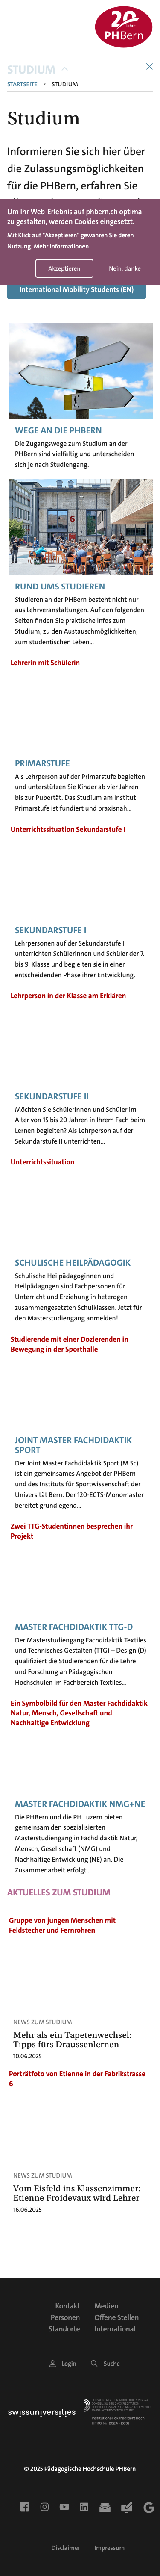 20 Jahre
PHBern
STUDIUM
STARTSEITE > STUDIUM
Studium
Informieren Sie sich hier über
die Zulassungsmöglichkeiten
für die PHBern, erfahren Sie
Um Ihr Web-Erlebnis auf phbern.ch optimal
zu gestalten, werden Cookies eingesetzt.
Mit Klick auf "Akzeptieren" gewähren Sie deren
Nutzung. Mehr Informationen
Akzeptieren
Nein, danke
International Mobility Students (EN)
WEGE AN DIE PHBERN
Die Zugangswege zum Studium an der
PHBern sind vielfältig und unterscheiden
sich je nach Studiengang.
6
RUND UMS STUDIEREN
Studieren an der PHBern besteht nicht nur
aus Lehrveranstaltungen. Auf den folgenden
Seiten finden Sie praktische Infos zum
Studium, zu den Austauschmöglichkeiten,
zum studentischen Leben...
Lehrerin mit Schülerin
PRIMARSTUFE
Als Lehrperson auf der Primarstufe begleiten
und unterstützen Sie Kinder ab vier Jahren
bis zur Pubertät. Das Studium am Institut
Primarstufe ist fundiert und praxisnah...
Unterrichtssituation Sekundarstufe I
SEKUNDARSTUFE I
Lehrpersonen auf der Sekundarstufe I
unterrichten Schülerinnen und Schüler der 7.
bis 9. Klasse und begleiten sie in einer
entscheidenden Phase ihrer Entwicklung.
Lehrperson in der Klasse am Erklären
SEKUNDARSTUFE II
Möchten Sie Schülerinnen und Schüler im
Alter von 15 bis 20 Jahren in Ihrem Fach beim
Lernen begleiten? Als Lehrperson auf der
Sekundarstufe II unterrichten...
Unterrichtssituation
SCHULISCHE HEILPÄDAGOGIK
Schulische Heilpädagoginnen und
Heilpädagogen sind Fachpersonen für
Unterricht und Erziehung in heterogen
zusammengesetzten Schulklassen. Jetzt für
den Masterstudiengang anmelden!
Studierende mit einer Dozierenden in
Bewegung in der Sporthalle
JOINT MASTER FACHDIDAKTIK
SPORT
Der Joint Master Fachdidaktik Sport (M Sc)
ist ein gemeinsames Angebot der PHBern
und des Instituts für Sportwissenschaft der
Universität Bern. Der 120-ECTS-Monomaster
bereitet grundlegend...
Zwei TTG-Studentinnen besprechen ihr
Projekt
MASTER FACHDIDAKTIK TTG-D
Der Masterstudiengang Fachdidaktik Textiles
und Technisches Gestalten (TTG) – Design (D)
qualifiziert die Studierenden für die Lehre
und Forschung an Pädagogischen
Hochschulen im Fachbereich Textiles...
Ein Symbolbild für den Master Fachdidaktik
Natur, Mensch, Gesellschaft und
Nachhaltige Entwicklung
MASTER FACHDIDAKTIK NMG+NE
Die PHBern und die PH Luzern bieten
gemeinsam den spezialisierten
Masterstudiengang in Fachdidaktik Natur,
Mensch, Gesellschaft (NMG) und
Nachhaltige Entwicklung (NE) an. Die
Zusammenarbeit erfolgt...
AKTUELLES ZUM STUDIUM
Gruppe von jungen Menschen mit
Feldstecher und Fernrohren
NEWS ZUM STUDIUM
Mehr als ein Tapetenwechsel:
Tipps fürs Draussenlernen
10.06.2025
Porträtfoto von Etienne in der Fabrikstrasse
6
NEWS ZUM STUDIUM
Vom Eisfeld ins Klassenzimmer:
Etienne Froidevaux wird Lehrer
16.06.2025
Kontakt
Medien
Personen
Offene Stellen
Standorte
International
Login
Suche
swissuniversities
Institutionell akkreditiert nach
HFKG für 2024 - 2031
© 2025 Pädagogische Hochschule PHBern
Disclaimer
Impressum